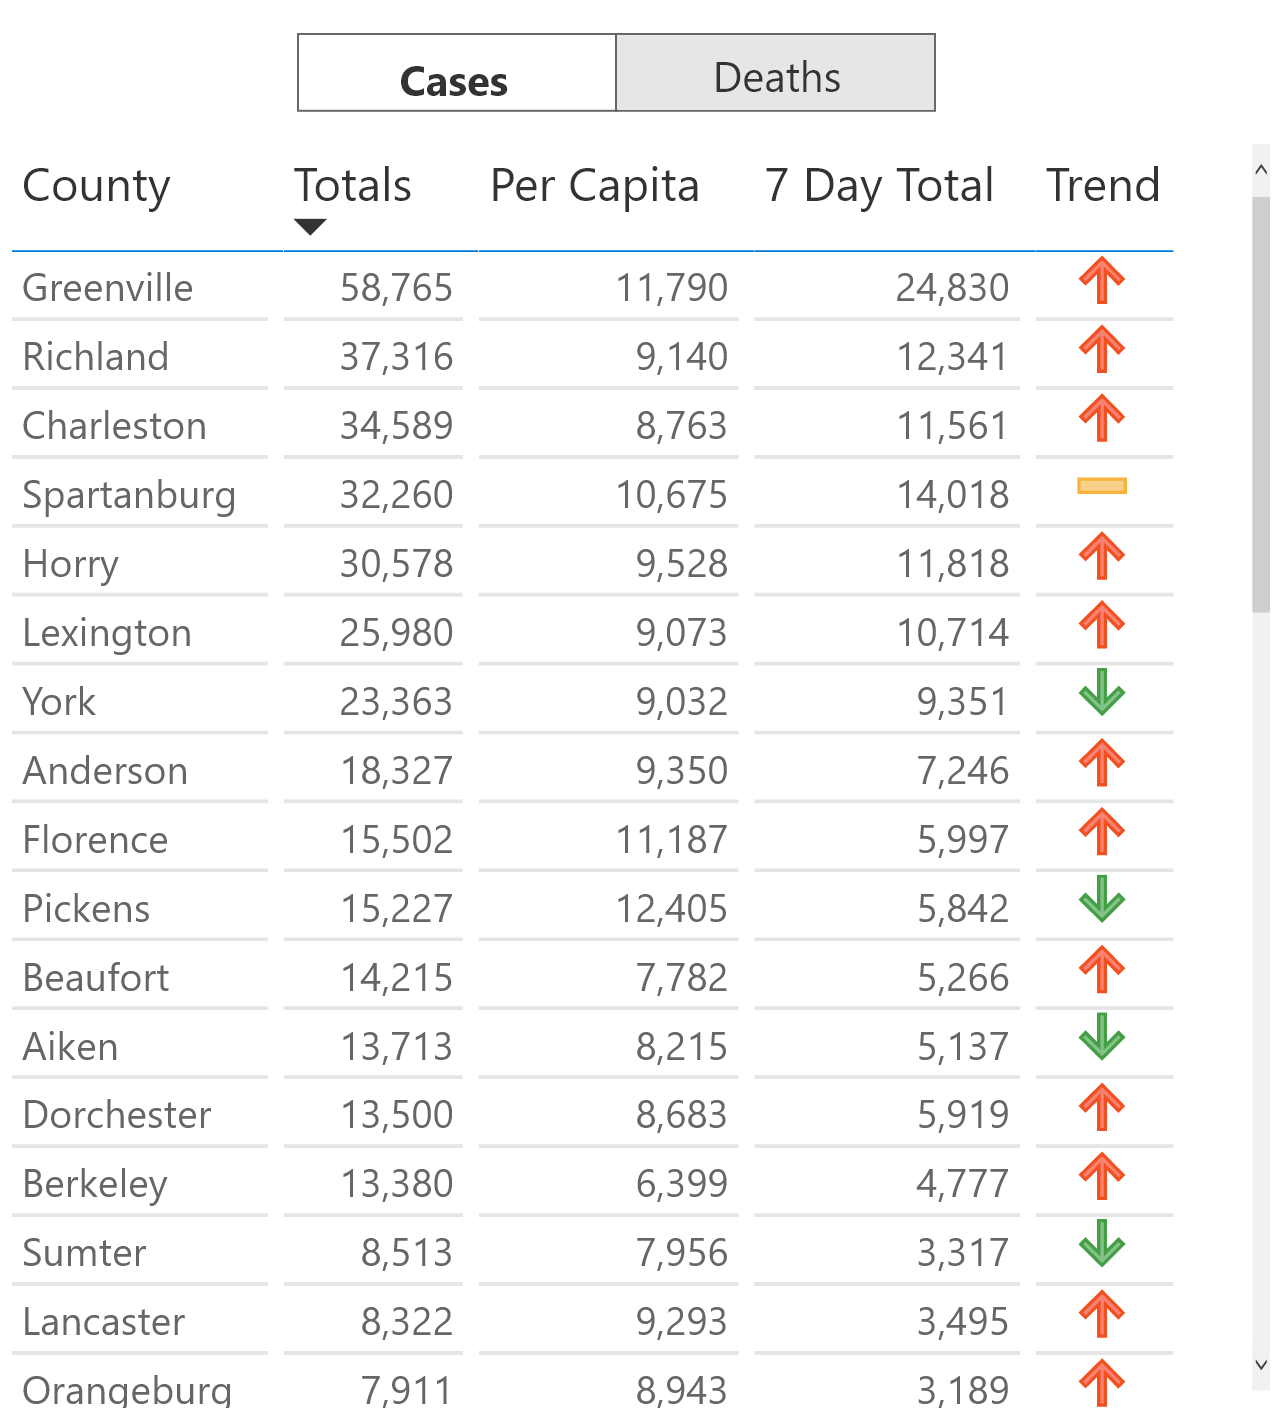 Cases Deaths
County Totals Per Capita 7 Day Total Trend
Greenville 58,765 11,790 24,830
Richland 37,316 9,140 12,341
Charleston 34,589 8,763 11,561
Spartanburg 32,260 10,675 14,018
Horry 30,578 9,528 11,818
Lexington 25,980 9,073 10,714
York 23,363 9,032 9,351
Anderson 18,327 9,350 7,246
Florence 15,502 11,187 5,997
Pickens 15,227 12,405 5,842
Beaufort 14,215 7,782 5,266
Aiken 13,713 8,215 5,137
Dorchester 13,500 8,683 5,919
Berkeley 13,380 6,399 4,777
Sumter 8,513 7,956 3,317
Lancaster 8,322 9,293 3,495
Orangeburg 7,911 8,943 3,189